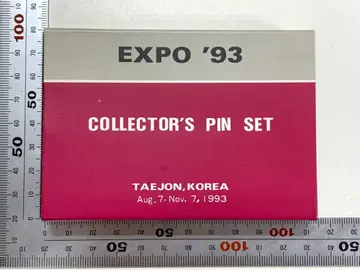 EXPO '93
COLLECTOR'S PIN SET
TAEJON, KOREA
Aug. 7 - Nov. 7, 1993